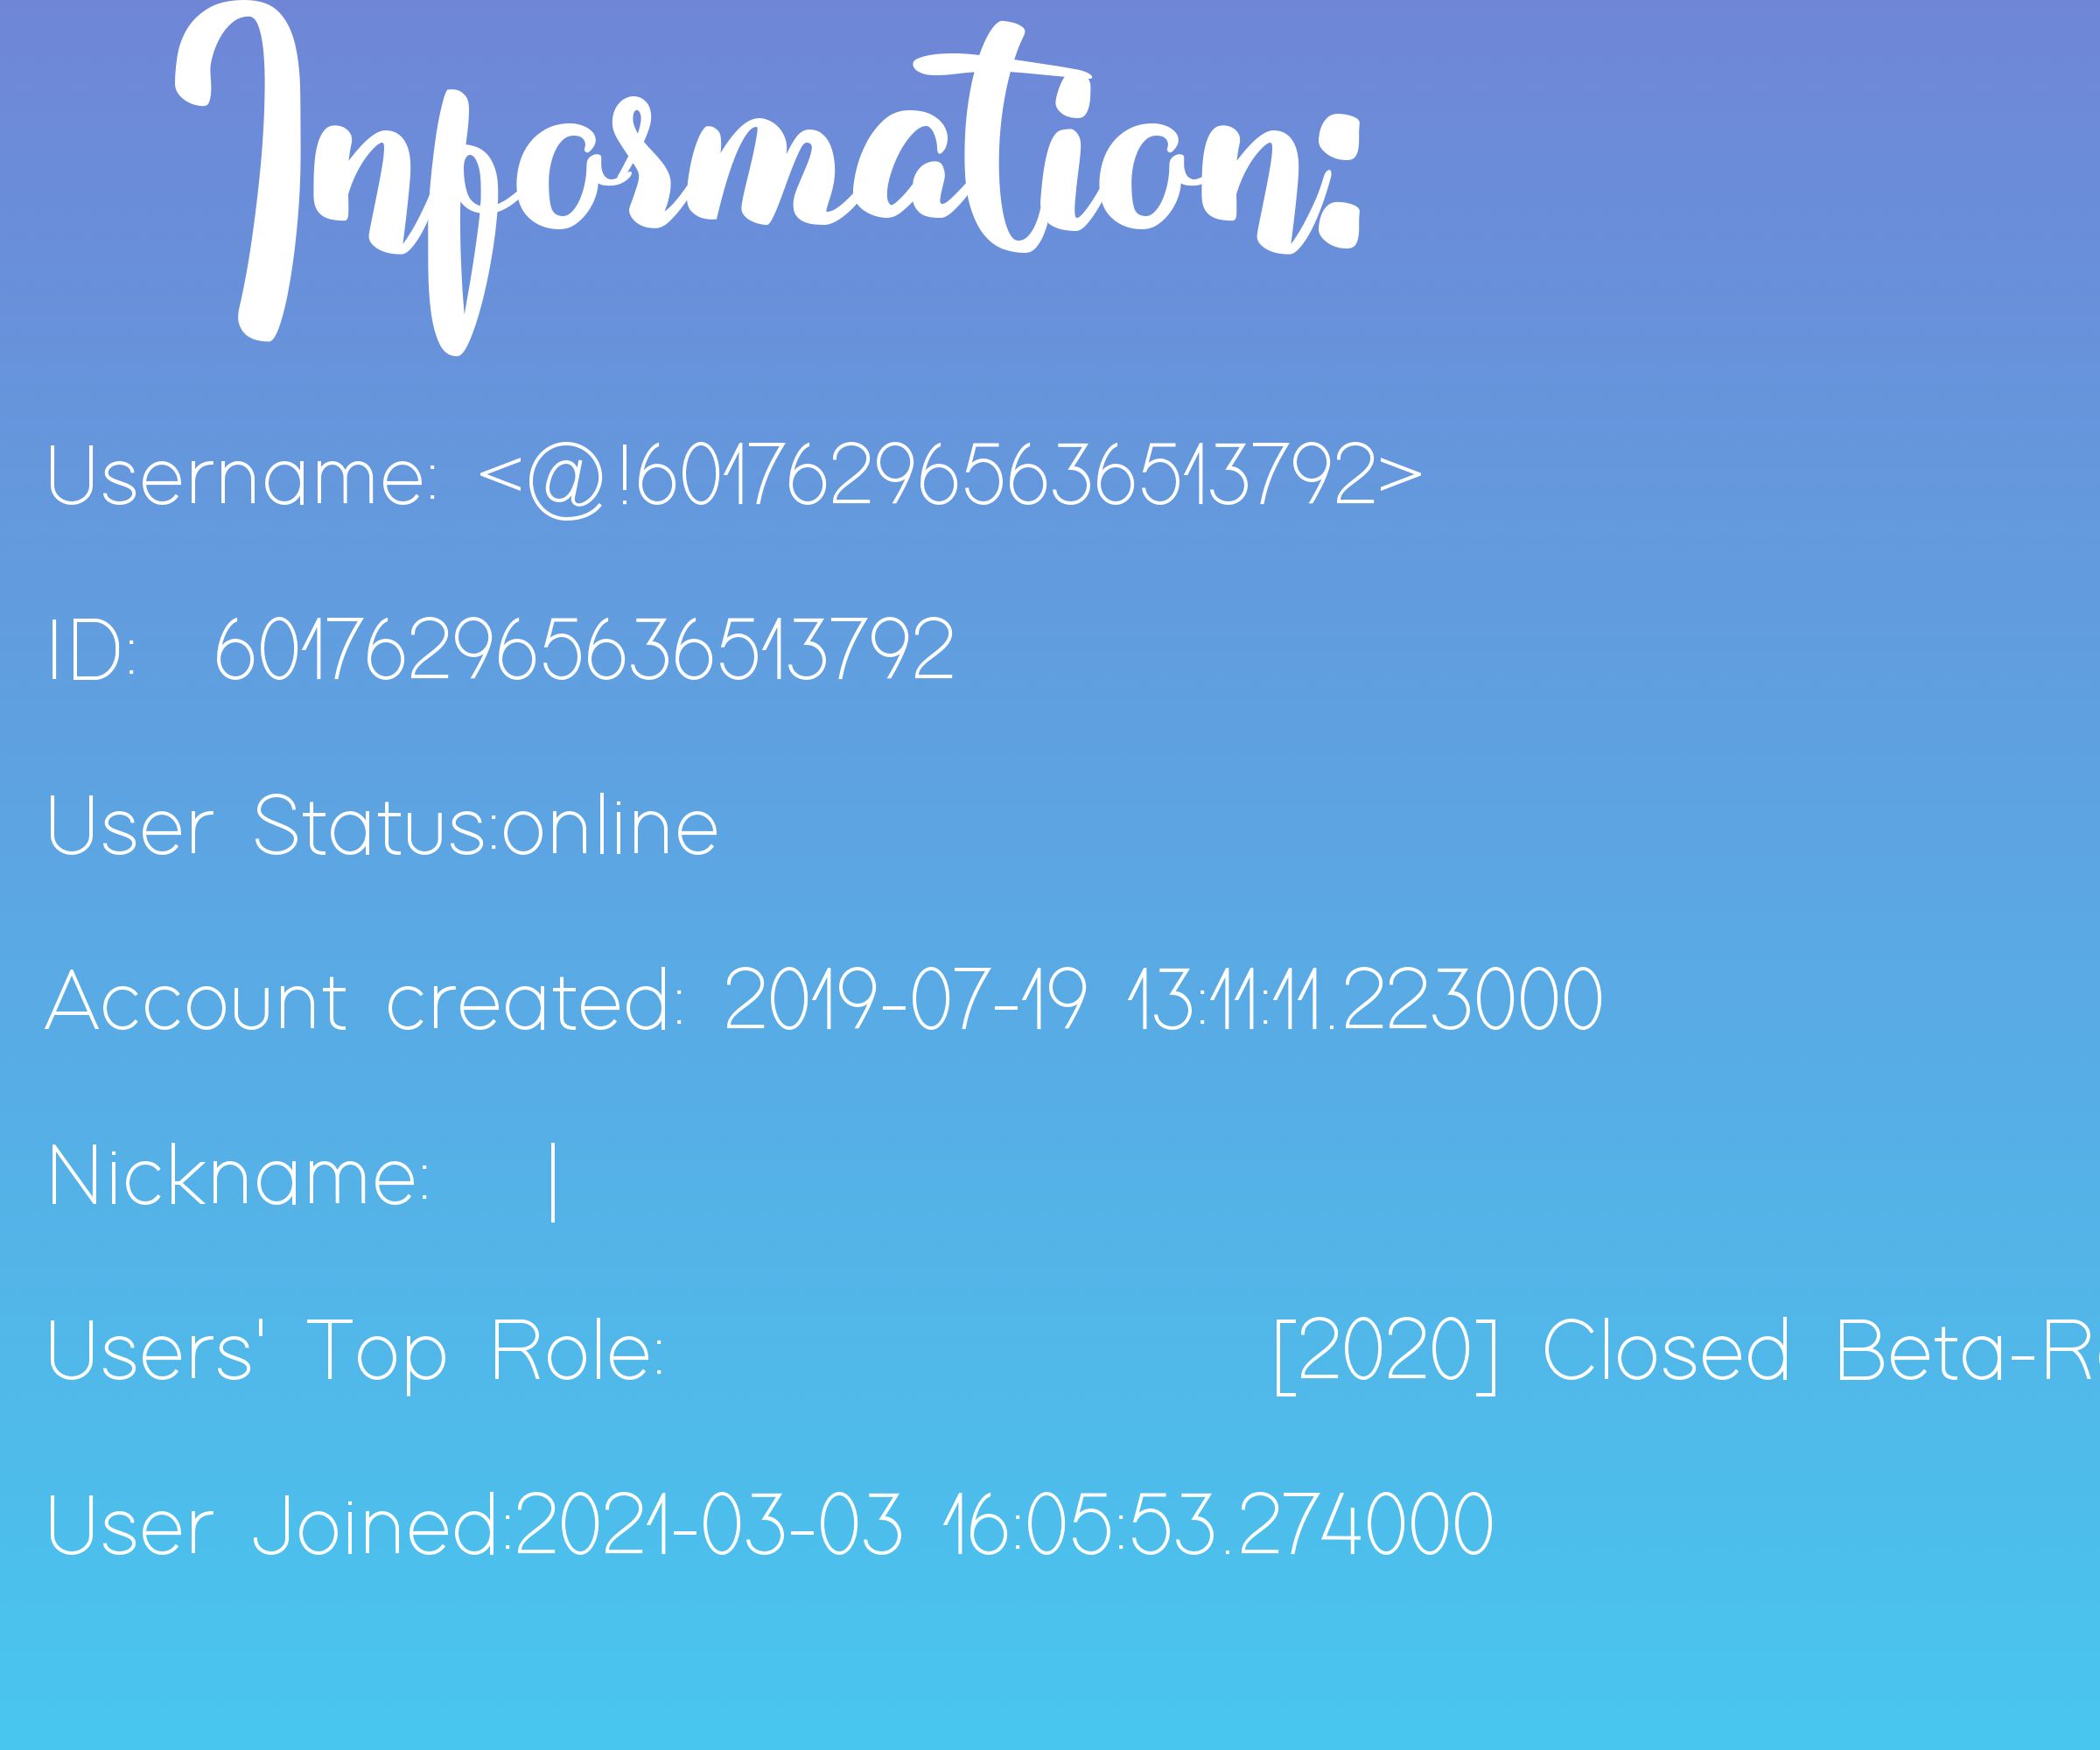 Information:
Username: <@!601762965636513792>
ID: 601762965636513792
User Status:online
Account created: 2019-07-19 13:11:11.223000
Nickname: |
Users' Top Role: [2020] Closed Beta-R
User Joined:2021-03-03 16:05:53.274000